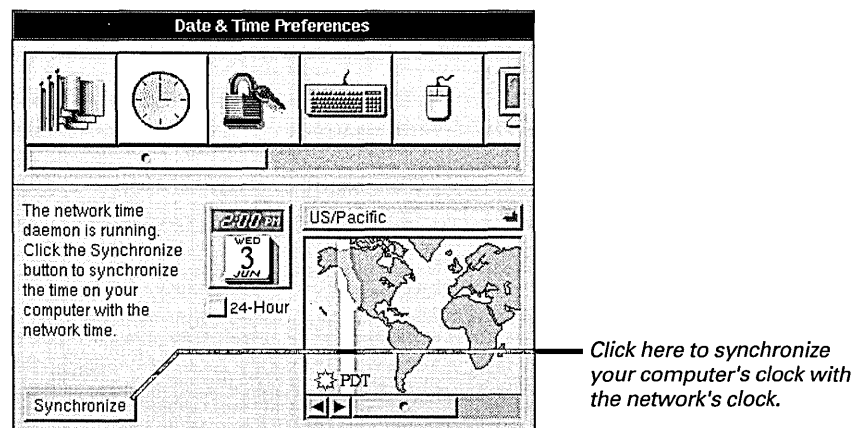 Date & Time Preferences
The network time
daemon is running.
Click the Synchronize
button to synchronize
the time on your
computer with the
network time.
2:00 PM
WED
3
JUN
24-Hour
US/Pacific
PDT
Synchronize
Click here to synchronize
your computer's clock with
the network's clock.